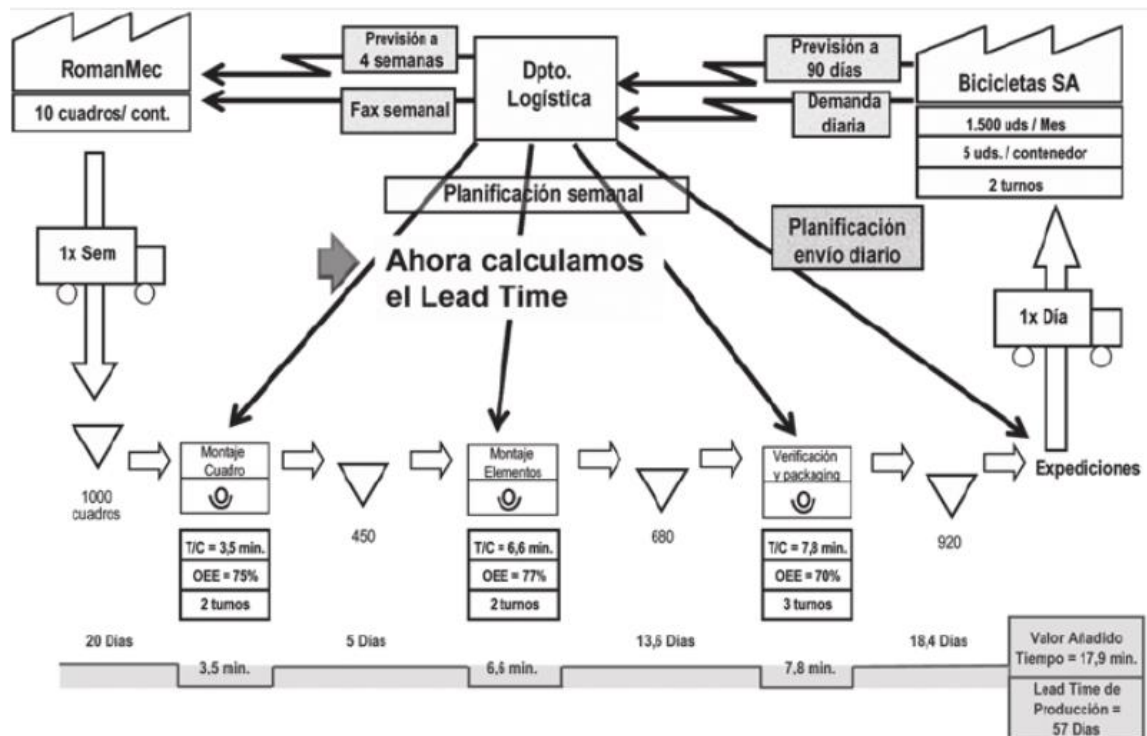 RomanMec
10 cuadros/ cont.
Previsión a
4 semanas
Fax semanal
Dpto.
Logística
Previsión a
90 días
Demanda
diaria
Bicicletas SA
1.500 uds / Mes
5 uds. / contenedor
2 turnos
Planificación semanal
Planificación
envío diario
1x Sem
Ahora calculamos
el Lead Time
1x Día
1000
cuadros
Montaje
Cuadro
T/C = 3,5 min.
OEE = 75%
2 turnos
450
Montaje
Elementos
T/C = 6,6 min.
OEE = 77%
2 turnos
680
Verificación
y packaging
T/C = 7,8 min.
OEE = 70%
3 turnos
920
Expediciones
20 Días
3,5 min.
5 Días
6,6 min.
13,6 Días
7,8 min.
18,4 Días
Valor Añadido
Tiempo = 17,9 min.
Lead Time de
Producción =
57 Días